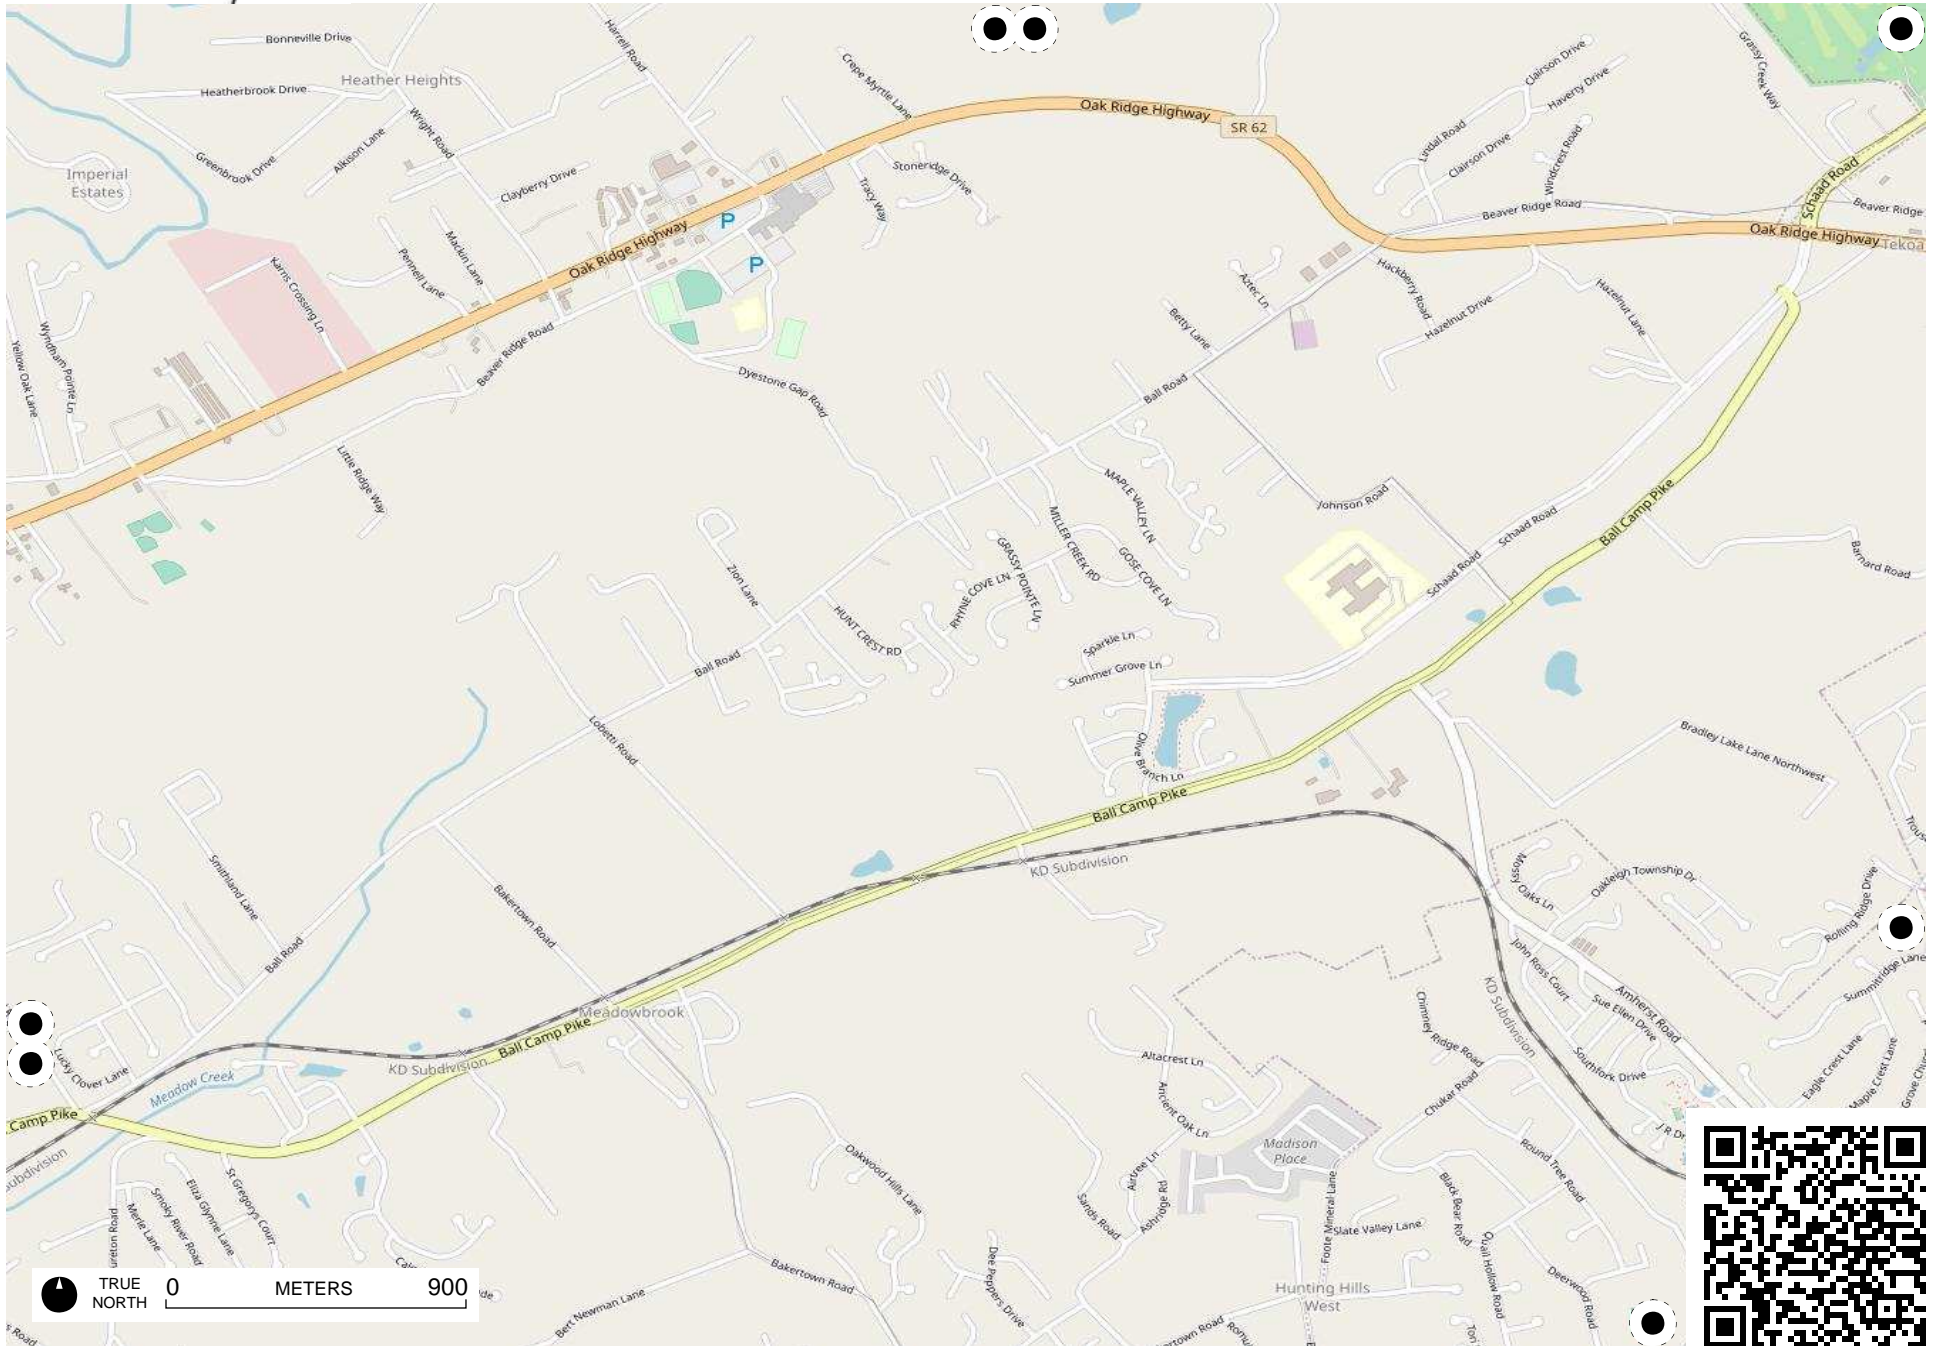 Bonneville Drive
Harrell Road
Grassy Creek Way
Clairson Drive
Heather Heights
Crepe Myrtle Lane
Heatherbrook Drive
Haverty Drive
Oak Ridge Highway
SR 62
Wright Road
Alkison Lane
Greenbrook Drive
Lindal Road
Clairson Drive
Windcrest Road
Schaad Road
Imperial
Estates
Clayberry Drive
Stoneridge Drive
Tracy Way
P
Beaver Ridge Road
Beaver Ridge
Oak Ridge Highway
Oak Ridge Highway
Tekoa
Mackin Lane
Pennell Lane
P
Karris Crossing Ln
Aztec Ln
Hackberry Road
Hazelnut Drive
Hazelnut Lane
Betty Lane
Wyndham Pointe Ln
Yellow Oak Lane
Beaver Ridge Road
Dyestone Gap Road
Ball Road
Little Ridge Way
MAPLE VALLEY LN
Johnson Road
Schaad Road
Ball Camp Pike
MILLER CREEK RD
GRASSY POINTE LN
GOSE COVE LN
Barnard Road
Zion Lane
RHYNE COVE LN
Schaad Road
HUNT CREST RD
Sparkle Ln
Summer Grove Ln
Ball Road
Lobetti Road
Olive Branch Ln
Bradley Lake Lane Northwest
Ball Camp Pike
Smithland Lane
KD Subdivision
Mossy Oaks Ln
Oakleigh Township Dr
Rolling Ridge Drive
Bakertown Road
Ball Road
John Ross Court
KD Subdivision
Summitridge Lane
Sue Ellen Drive
Amherst Road
Meadowbrook
Ball Camp Pike
Chimney Ridge Road
Southfork Drive
Eagle Crest Lane
Maple Crest Lane
KD Subdivision
Lucky Clover Lane
Meadow Creek
Altacrest Ln
Ancient Oak Ln
Chukar Road
Camp Pike
J R Dr
Madison
Place
Round Tree Road
Oakwood Hills Lane
Airtree Ln
Ashridge Rd
Sands Road
Foote Mineral Lane
Slate Valley Lane
Black Bear Road
Quail Hollow Road
St Gregorys Court
Eliza Glynne Lane
Smoky River Road
Merle Lane
Dee Peppers Drive
Bakertown Road
Deerwood Road
Hunting Hills
West
Bert Newman Lane
TRUE
NORTH
0 METERS 900